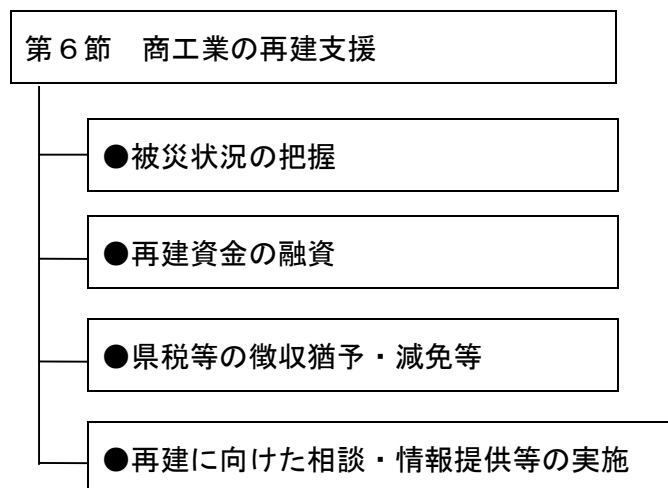 第６節　商工業の再建支援
●被災状況の把握
●再建資金の融資
●県税等の徴収猶予・減免等
●再建に向けた相談・情報提供等の実施